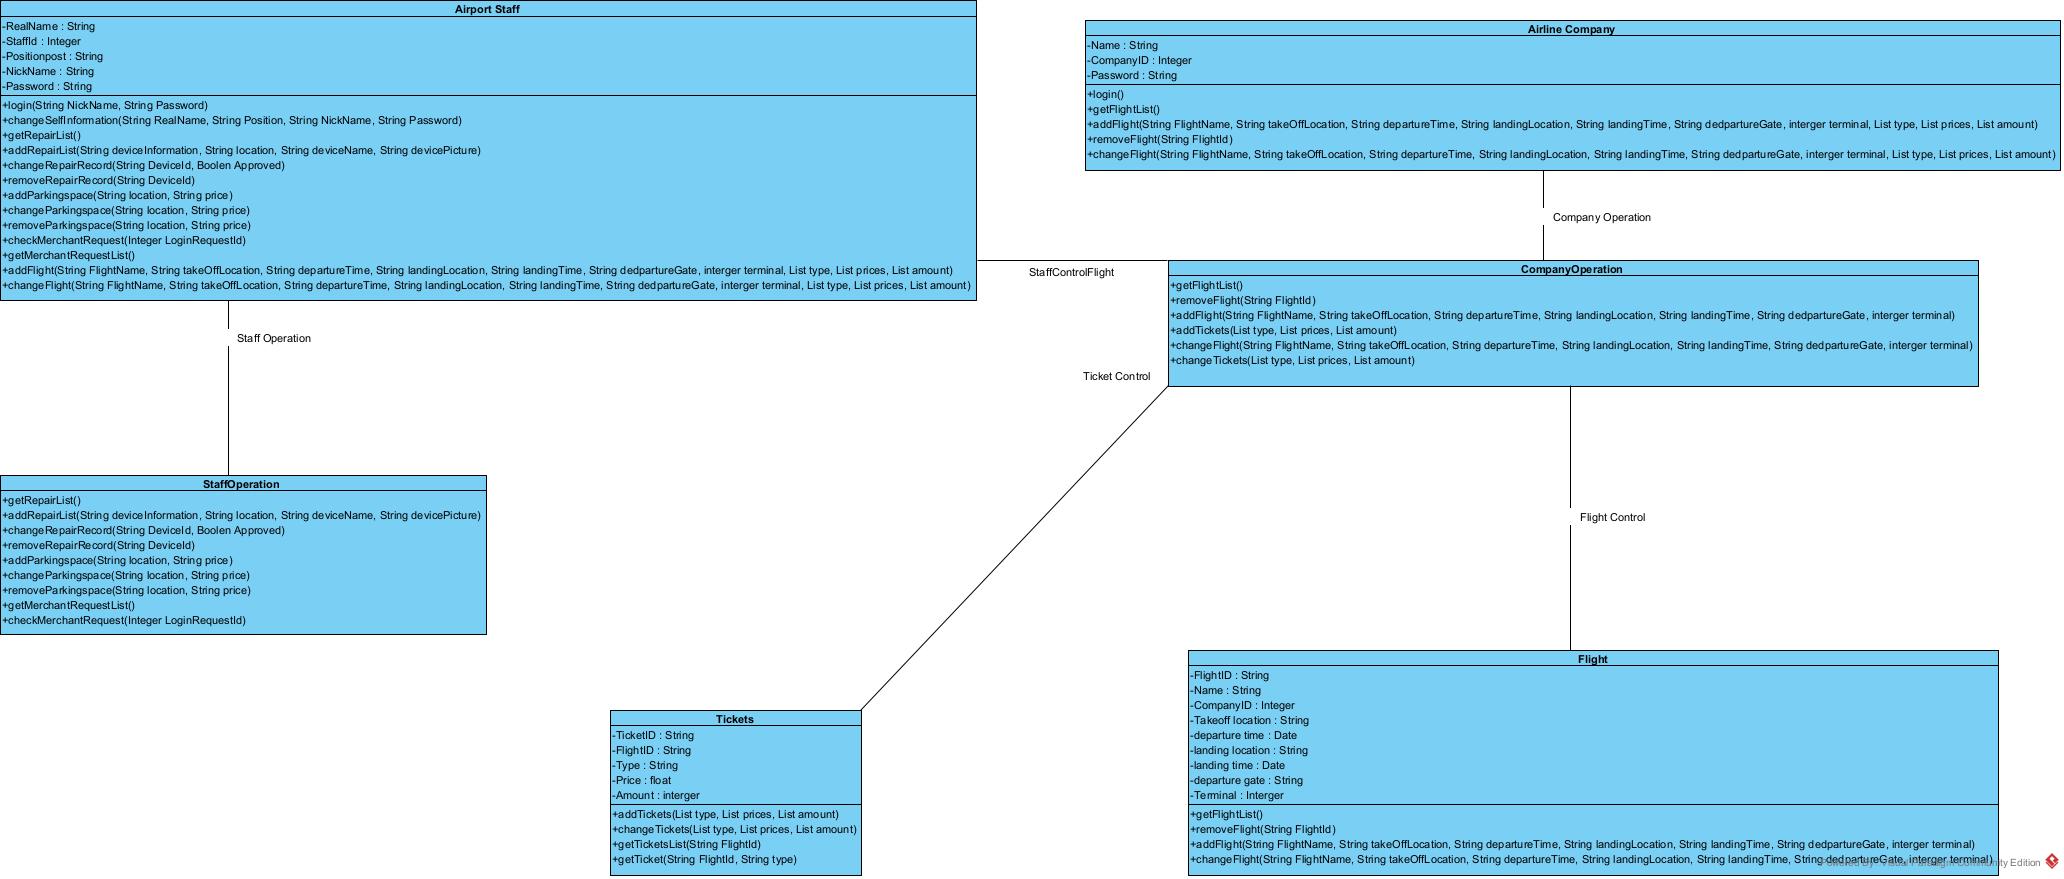 Airport Staff
-RealName : String
-StaffId : Integer
-Positionpost : String
-NickName : String
-Password : String
+login(String NickName, String Password)
+changeSelfInformation(String RealName, String Position, String NickName, String Password)
+getRepairList()
+addRepairList(String deviceInformation, String location, String deviceName, String devicePicture)
+changeRepairRecord(String DeviceId, Boolen Approved)
+removeRepairRecord(String DeviceId)
+addParkingspace(String location, String price)
+changeParkingspace(String location, String price)
+removeParkingspace(String location, String price)
+checkMerchantRequest(Integer LoginRequestId)
+getMerchantRequestList()
+addFlight(String FlightName, String takeOffLocation, String departureTime, String landingLocation, String landingTime, String dedpartureGate, interger terminal, List type, List prices, List amount)
+changeFlight(String FlightName, String takeOffLocation, String departureTime, String landingLocation, String landingTime, String dedpartureGate, interger terminal, List type, List prices, List amount)
Airline Company
-Name : String
-CompanyID : Integer
-Password : String
+login()
+getFlightList()
+addFlight(String FlightName, String takeOffLocation, String departureTime, String landingLocation, String landingTime, String dedpartureGate, interger terminal, List type, List prices, List amount)
+removeFlight(String FlightId)
+changeFlight(String FlightName, String takeOffLocation, String departureTime, String landingLocation, String landingTime, String dedpartureGate, interger terminal, List type, List prices, List amount)
Company Operation
StaffControlFlight
CompanyOperation
+getFlightList()
+removeFlight(String FlightId)
+addFlight(String FlightName, String takeOffLocation, String departureTime, String landingLocation, String landingTime, String dedpartureGate, interger terminal)
+addTickets(List type, List prices, List amount)
+changeFlight(String FlightName, String takeOffLocation, String departureTime, String landingLocation, String landingTime, String dedpartureGate, interger terminal)
+changeTickets(List type, List prices, List amount)
Staff Operation
Ticket Control
StaffOperation
+getRepairList()
+addRepairList(String deviceInformation, String location, String deviceName, String devicePicture)
+changeRepairRecord(String DeviceId, Boolen Approved)
+removeRepairRecord(String DeviceId)
+addParkingspace(String location, String price)
+changeParkingspace(String location, String price)
+removeParkingspace(String location, String price)
+getMerchantRequestList()
+checkMerchantRequest(Integer LoginRequestId)
Flight Control
Tickets
-TicketID : String
-FlightID : String
-Type : String
-Price : float
-Amount : interger
+addTickets(List type, List prices, List amount)
+changeTickets(List type, List prices, List amount)
+getTicketsList(String FlightId)
+getTicket(String FlightId, String type)
Flight
-FlightID : String
-Name : String
-CompanyID : Integer
-Takeoff location : String
-departure time : Date
-landing location : String
-landing time : Date
-departure gate : String
-Terminal : Interger
+getFlightList()
+removeFlight(String FlightId)
+addFlight(String FlightName, String takeOffLocation, String departureTime, String landingLocation, String landingTime, String dedpartureGate, interger terminal)
+changeFlight(String FlightName, String takeOffLocation, String departureTime, String landingLocation, String landingTime, String dedpartureGate, interger terminal)
Powered By Visual Paradigm Community Edition